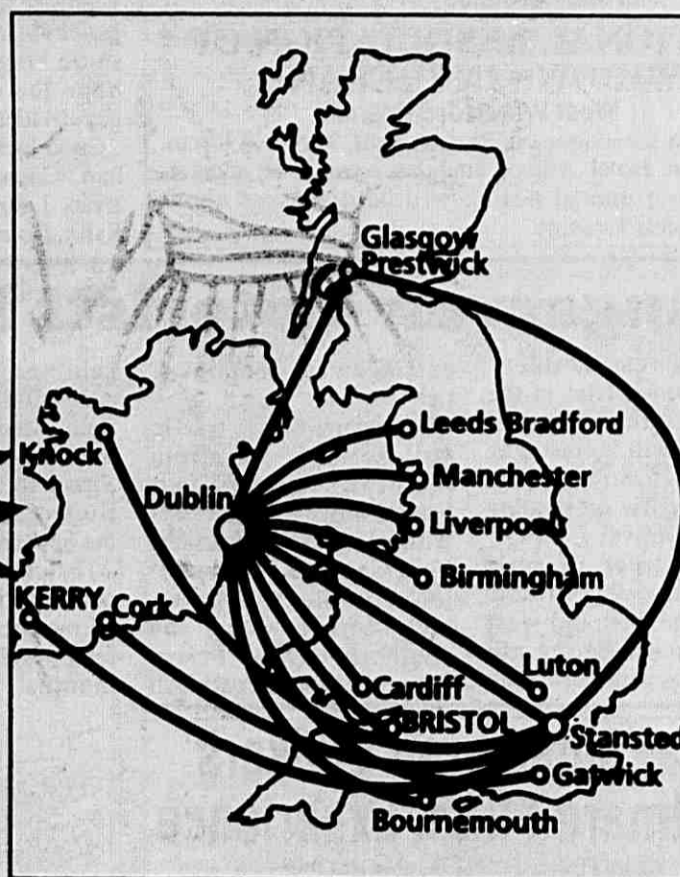 Glasgow
Prestwick
Leeds Bradford
Knock
Manchester
Dublin
Liverpool
Birmingham
KERRY
Cork
Luton
Cardiff
BRISTOL
Stansted
Gatwick
Bournemouth